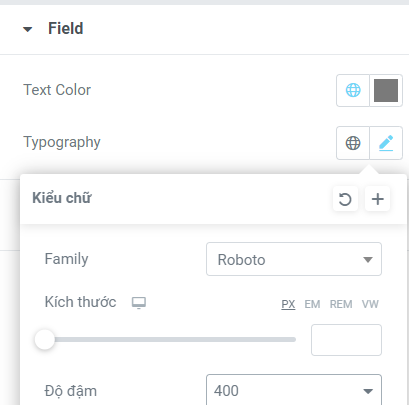 Field
Text Color
Typography
Kiểu chữ
Family Roboto
Kích thước PX EM REM VW
Độ đậm 400